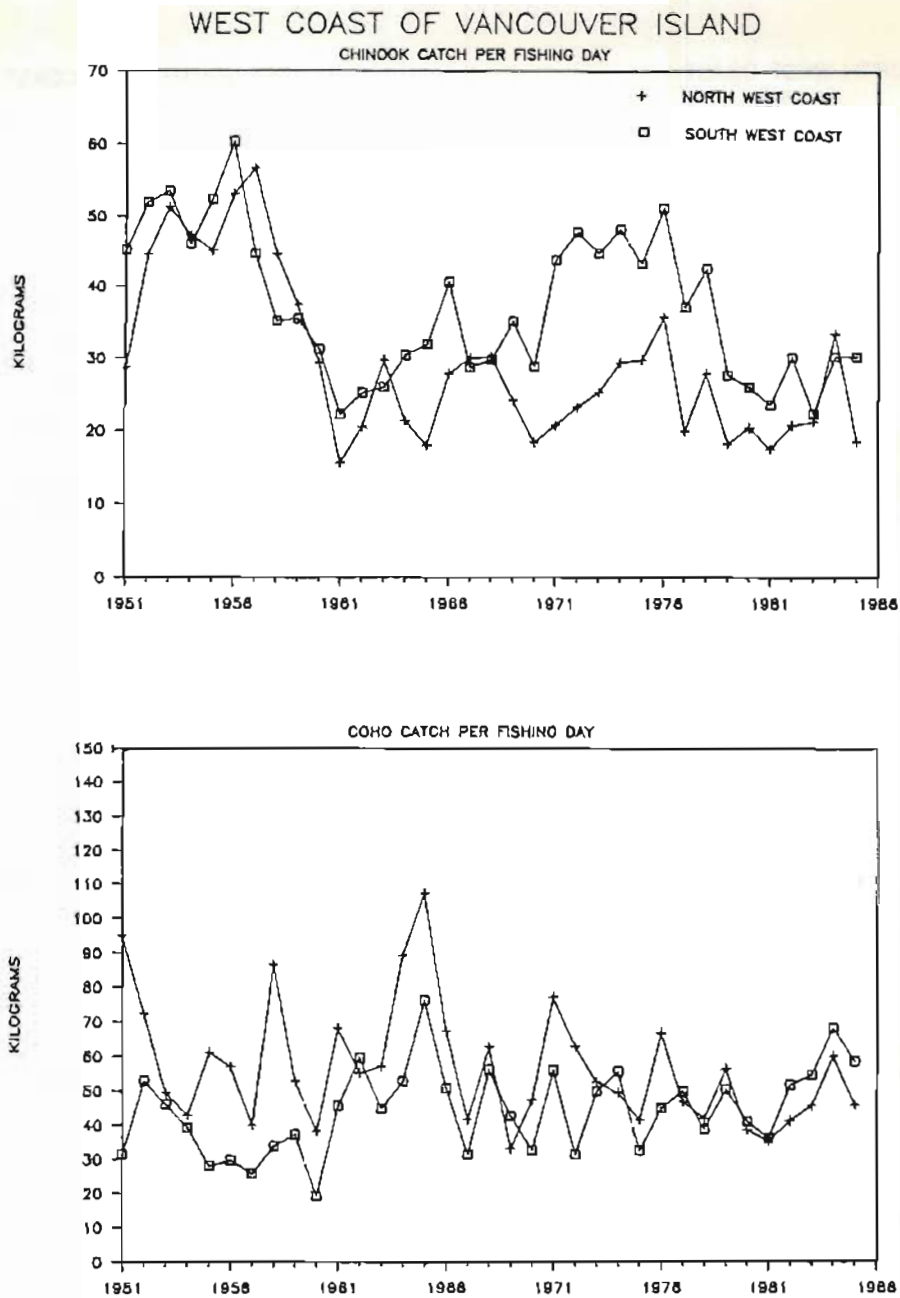 WEST COAST OF VANCOUVER ISLAND
CHINOOK CATCH PER FISHING DAY
70
60
50
40
30
20
10
0
KILOGRAMS
+ NORTH WEST COAST
□ SOUTH WEST COAST
1951 1956 1961 1966 1971 1976 1981 1986
COHO CATCH PER FISHING DAY
150
140
130
120
110
100
90
80
70
60
50
40
30
20
10
0
KILOGRAMS
1951 1956 1961 1966 1971 1976 1981 1986